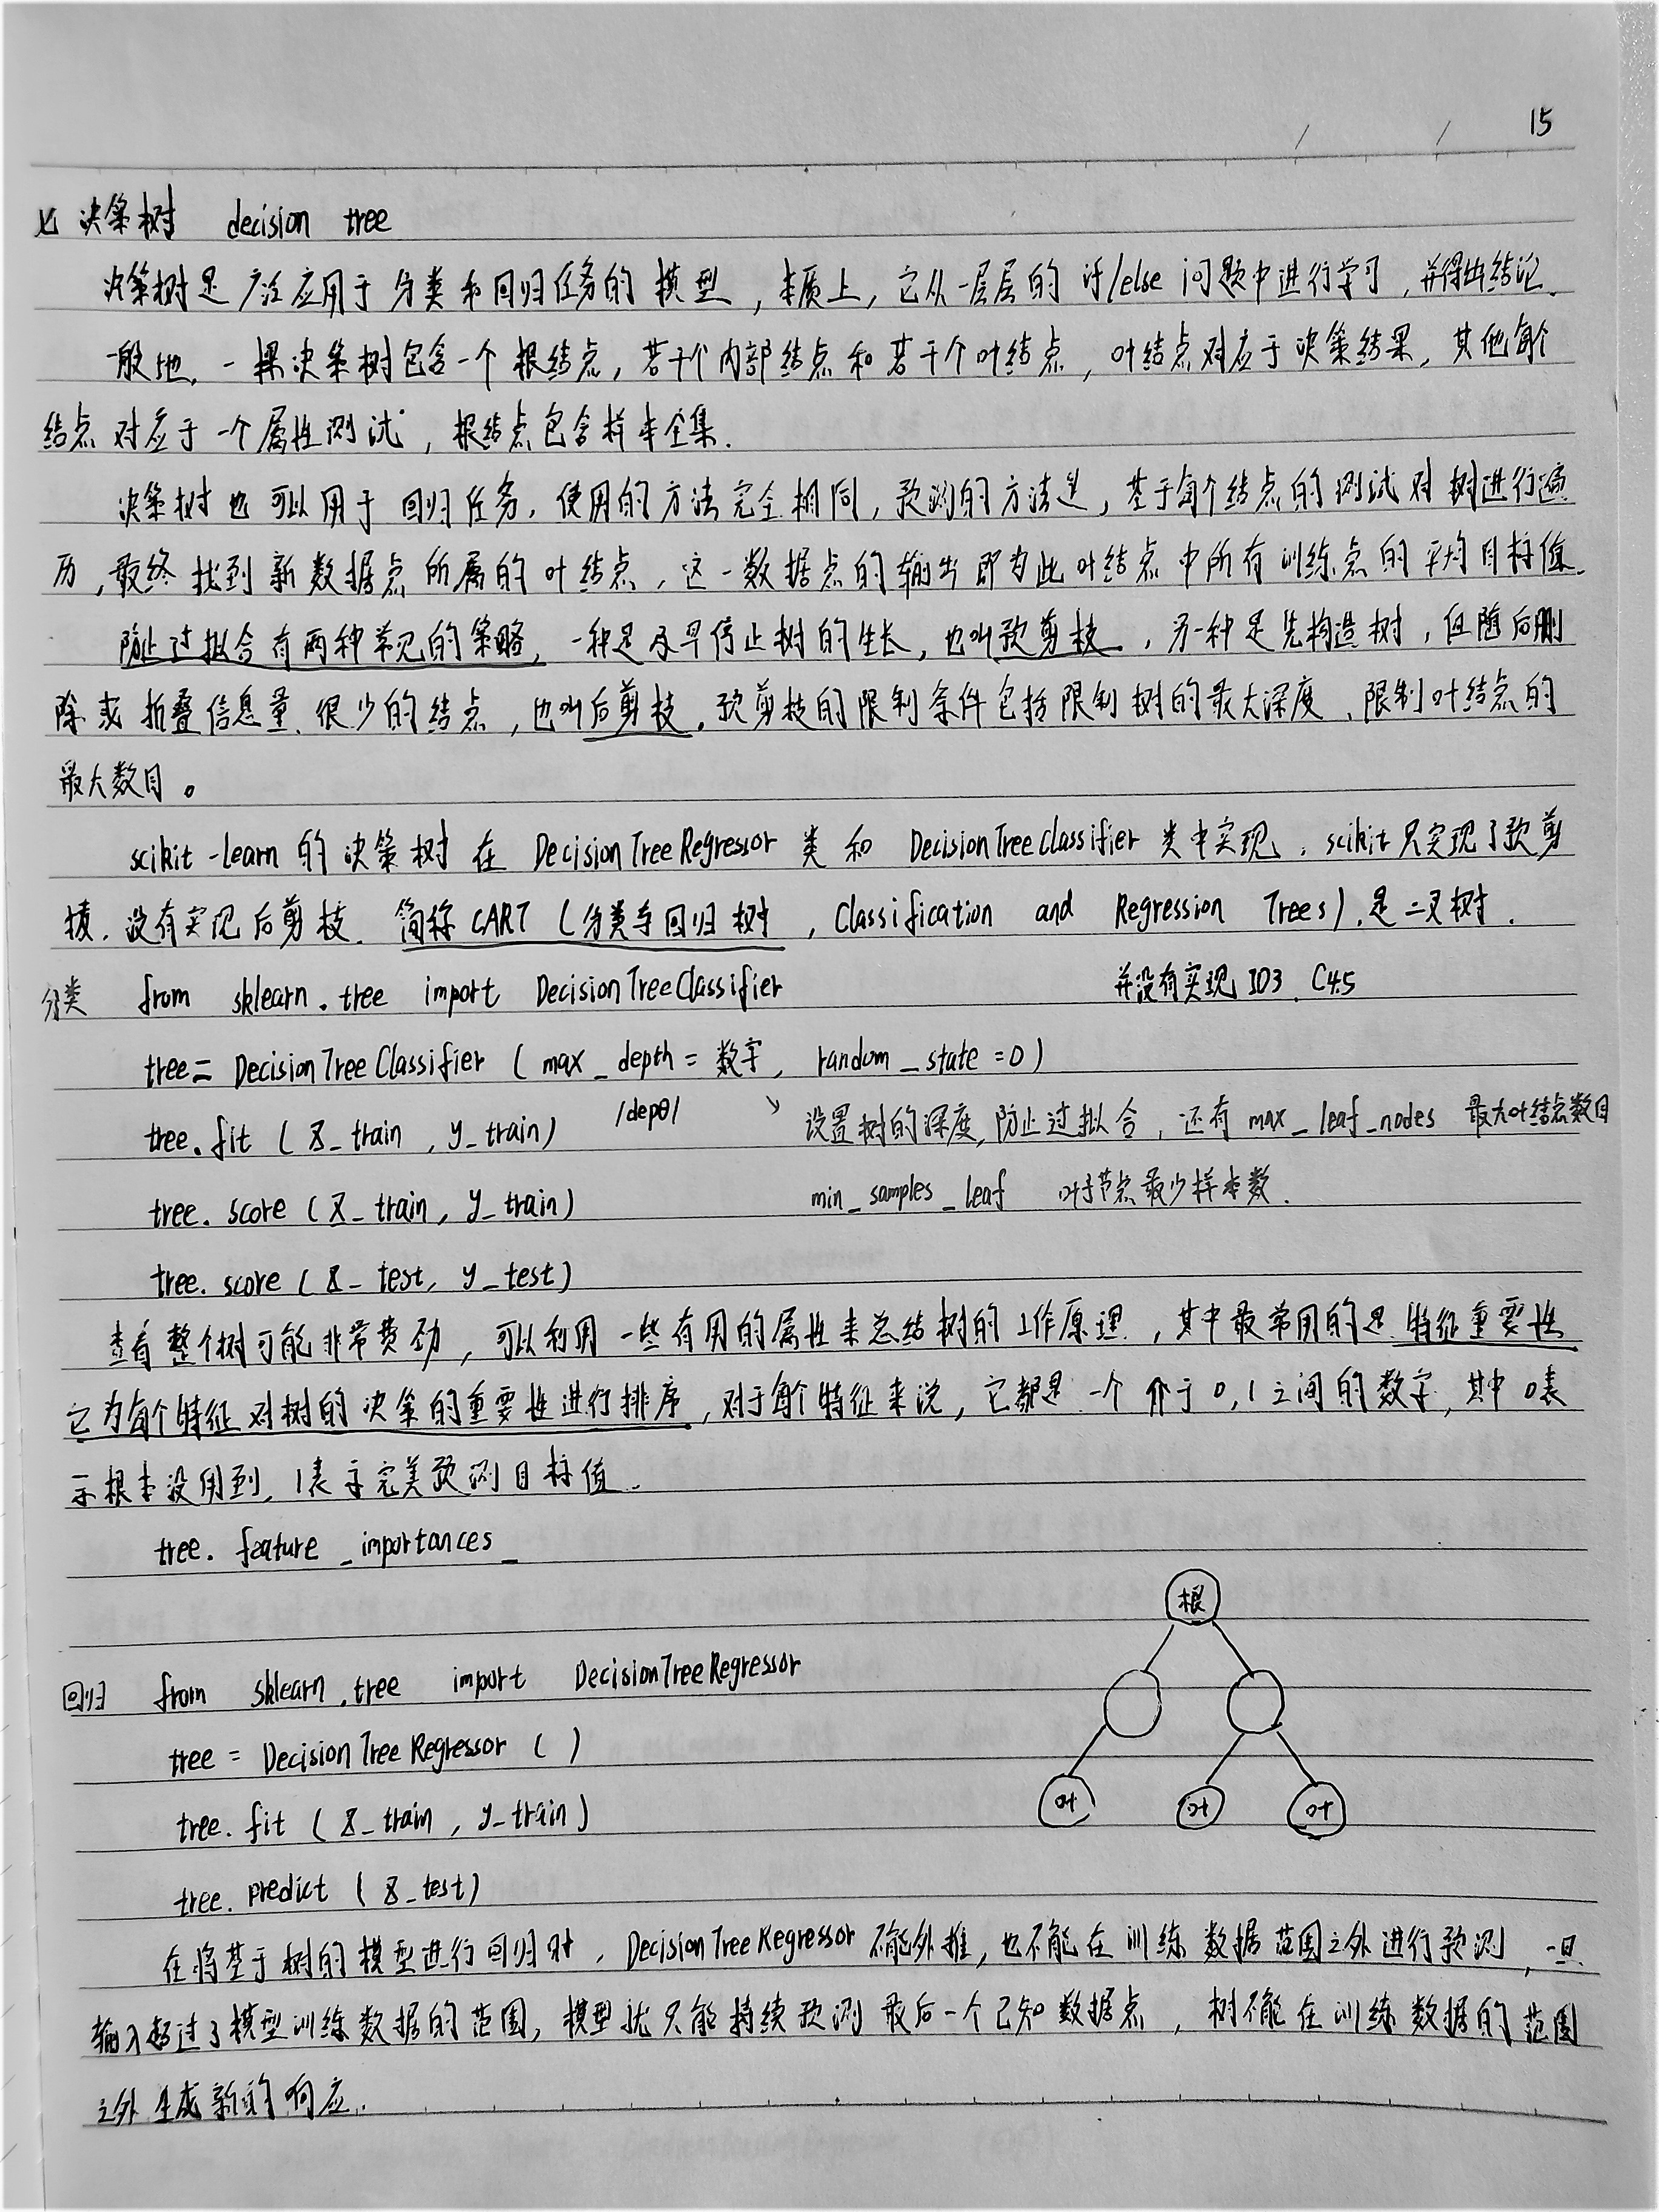 15
七 决策树 decision tree
决策树是广泛应用于分类和回归任务的模型,本质上,它从一层层的 if/else 问题中进行学习,并得出结论.
一般地,一棵决策树包含一个根结点,若干个内部结点和若干个叶结点,叶结点对应于决策结果,其他每个
结点对应于一个属性测试,根结点包含样本全集.
决策树也可以用于回归任务,使用的方法完全相同,预测的方法是,基于每个结点的测试对树进行遍
历,最终找到新数据点所属的叶结点,这一数据点的输出即为此叶结点中所有训练点的平均目标值.
防止过拟合有两种常见的策略,一种是尽早停止树的生长,也叫预剪枝,另一种是先构造树,但随后删
除或折叠信息量很少的结点,也叫后剪枝,预剪枝的限制条件包括限制树的最大深度、限制叶结点的
最大数目。
scikit-learn 的决策树在 DecisionTreeRegressor 类和 DecisionTreeClassifier 类中实现,scikit只实现了预剪
枝,没有实现后剪枝. 简称 CART (分类与回归树, Classification and Regression Trees),是二叉树.
分类 from sklearn.tree import DecisionTreeClassifier 并没有实现 ID3、C4.5
tree = DecisionTreeClassifier (max_depth = 数字, random_state = 0)
tree.fit (X_train, y_train) /depθ/ ↘ 设置树的深度,防止过拟合,还有 max_leaf_nodes 最大叶结点数目
tree.score (X_train, y_train) min_samples_leaf 叶子节点最少样本数.
tree.score (X_test, y_test)
查看整个树可能非常费劲,可以利用一些有用的属性来总结树的工作原理,其中最常用的是特征重要性
它为每个特征对树的决策的重要性进行排序,对于每个特征来说,它都是一个介于0,1之间的数字,其中0表
示根本没用到,1表示完美预测目标值.
tree.feature_importances_
根
回归 from sklearn.tree import DecisionTreeRegressor
tree = DecisionTreeRegressor ( )
tree.fit (X_train, y_train)
叶 叶 叶
tree.predict (X_test)
在将基于树的模型进行回归时,DecisionTreeRegressor 不能外推,也不能在训练数据范围之外进行预测,一旦
输入超过了模型训练数据的范围,模型就只能持续预测最后一个已知数据点,树不能在训练数据的范围
之外生成新的响应.